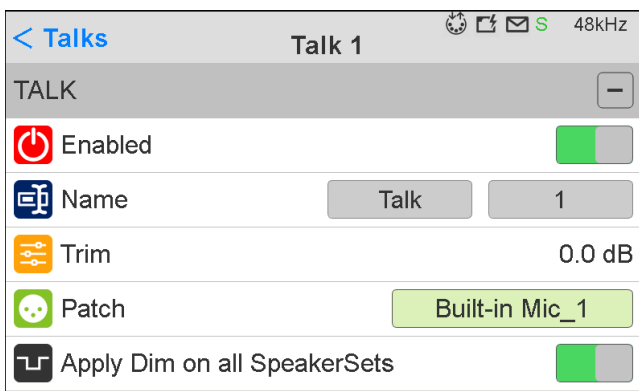 < Talks
Talk 1
S 48kHz
TALK
Enabled
Name Talk 1
Trim 0.0 dB
Patch Built-in Mic_1
Apply Dim on all SpeakerSets